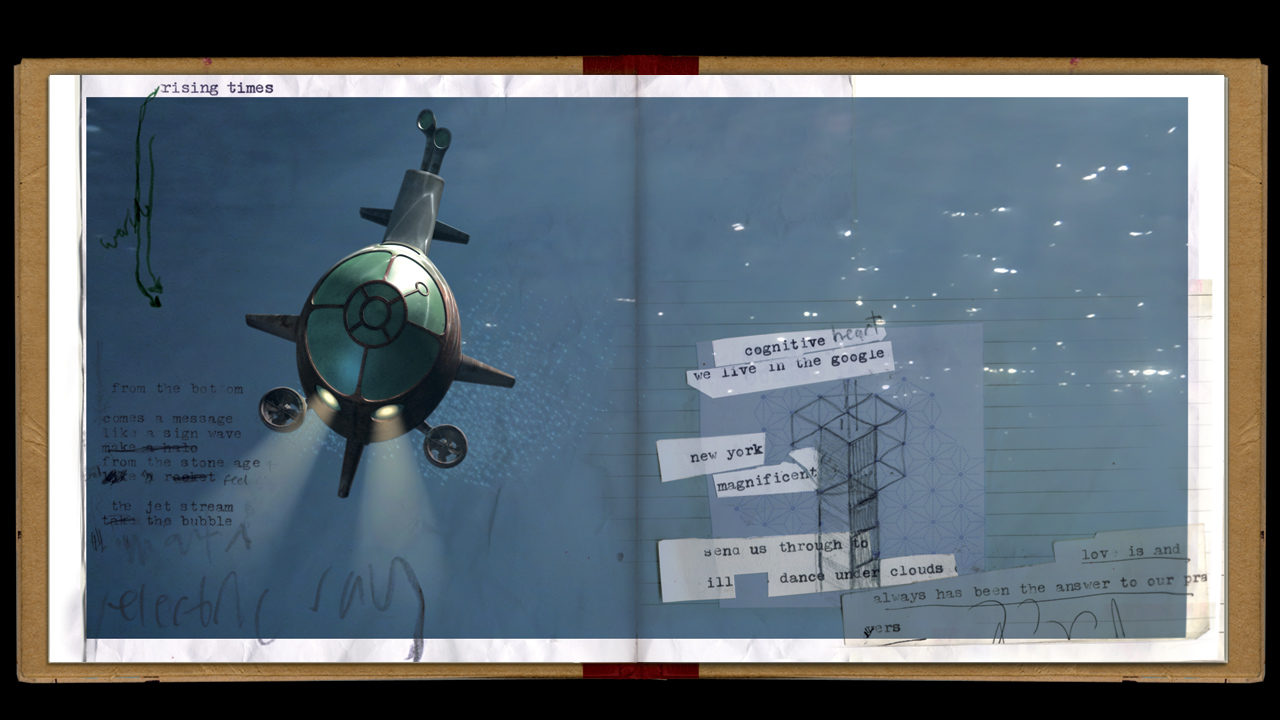 rising times
from the bottom
comes a message
like a sign wave
make a halo
from the stone age
rocket feel
the jet stream
take the bubble
electric ray
cognitive heart
we live in the google
new york
magnificent
send us through to
ill dance under clouds
love is and
always has been the answer to our pra
yers